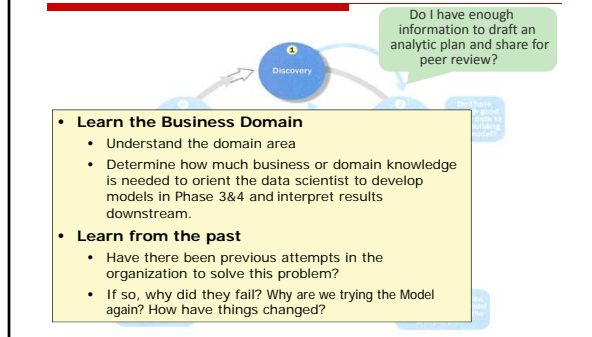 Do I have enough
information to draft an
analytic plan and share for
peer review?
1
Discovery
• Learn the Business Domain
• Understand the domain area
• Determine how much business or domain knowledge
is needed to orient the data scientist to develop
models in Phase 3&4 and interpret results
downstream.
• Learn from the past
• Have there been previous attempts in the
organization to solve this problem?
• If so, why did they fail? Why are we trying the Model
again? How have things changed?